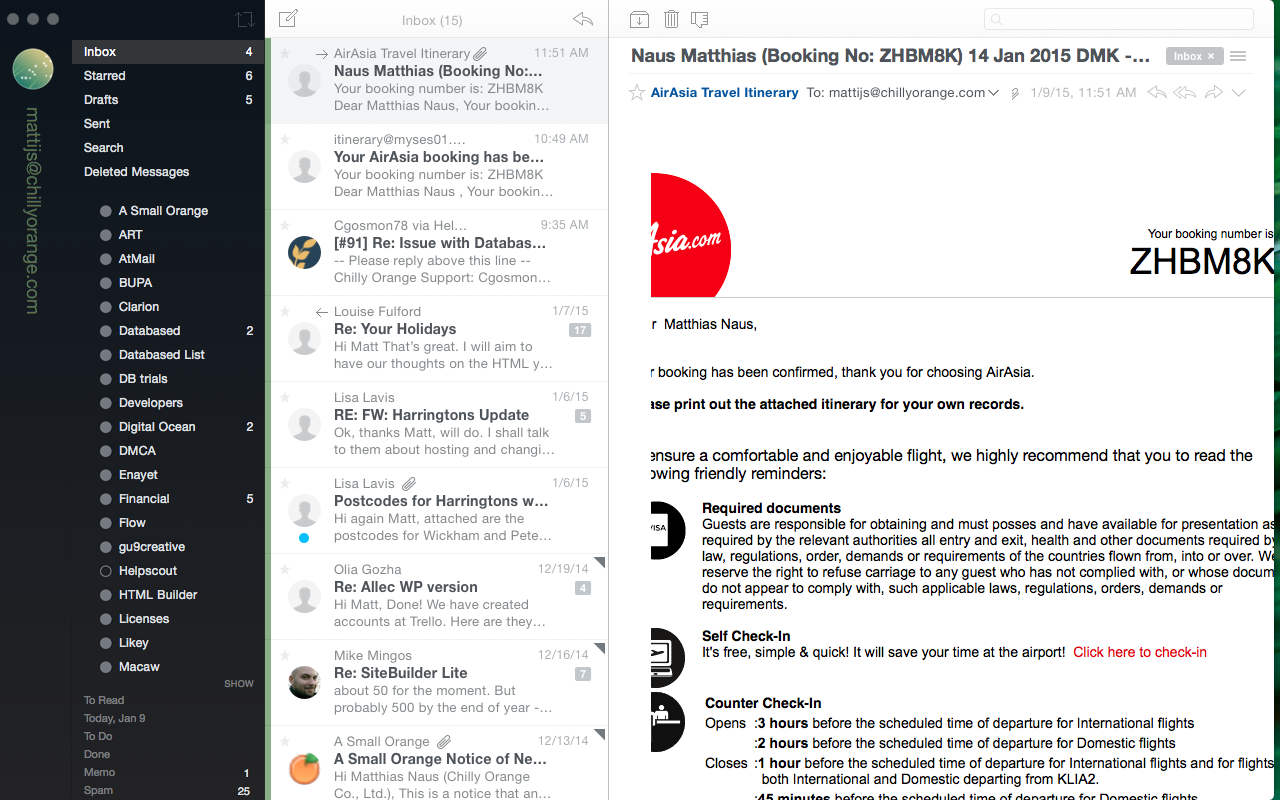 mattijs@chillyorange.com
Inbox 4
Starred 6
Drafts 5
Sent
Search
Deleted Messages
A Small Orange
ART
AtMail
BUPA
Clarion
Databased 2
Databased List
DB trials
Developers
Digital Ocean 2
DMCA
Enayet
Financial 5
Flow
gu9creative
Helpscout
HTML Builder
Licenses
Likey
Macaw
SHOW
To Read
Today, Jan 9
To Do
Done
Memo 1
Spam 25
Inbox (15)
AirAsia Travel Itinerary 11:51 AM
Naus Matthias (Booking No:...
Your booking number is: ZHBM8K
Dear Matthias Naus, Your bookin...
itinerary@myses01.... 10:49 AM
Your AirAsia booking has be...
Your booking number is: ZHBM8K
Dear Matthias Naus , Your bookin...
Cgosmon78 via Hel... 9:35 AM
[#91] Re: Issue with Databas...
-- Please reply above this line --
Chilly Orange Support: Cgosmon...
Louise Fulford 1/7/15
Re: Your Holidays 17
Hi Matt That's great. I will aim to
have our thoughts on the HTML y...
Lisa Lavis 1/6/15
RE: FW: Harringtons Update 5
Ok, thanks Matt, will do. I shall talk
to them about hosting and changi...
Lisa Lavis 1/6/15
Postcodes for Harringtons w...
Hi again Matt, attached are the
postcodes for Wickham and Pete...
Olia Gozha 12/19/14
Re: Allec WP version 4
Hi Matt, Done! We have created
accounts at Trello. Here are they...
Mike Mingos 12/16/14
Re: SiteBuilder Lite 7
about 50 for the moment. But
probably 500 by the end of year -...
A Small Orange 12/13/14
A Small Orange Notice of Ne...
Hi Matthias Naus (Chilly Orange
Co., Ltd.), This is a notice that an...
Naus Matthias (Booking No: ZHBM8K) 14 Jan 2015 DMK -... Inbox ×
AirAsia Travel Itinerary To: mattijs@chillyorange.com 1/9/15, 11:51 AM
Asia.com
Your booking number is
ZHBM8K
r Matthias Naus,
r booking has been confirmed, thank you for choosing AirAsia.
ase print out the attached itinerary for your own records.
ensure a comfortable and enjoyable flight, we highly recommend that you to read the
owing friendly reminders:
VISA
Required documents
Guests are responsible for obtaining and must posses and have available for presentation as
required by the relevant authorities all entry and exit, health and other documents required by
law, regulations, order, demands or requirements of the countries flown from, into or over. We
reserve the right to refuse carriage to any guest who has not complied with, or whose docum
do not appear to comply with, such applicable laws, regulations, orders, demands or
requirements.
Self Check-In
It's free, simple & quick! It will save your time at the airport! Click here to check-in
Counter Check-In
Opens :3 hours before the scheduled time of departure for International flights
:2 hours before the scheduled time of departure for Domestic flights
Closes :1 hour before the scheduled time of departure for International flights and for flights
both International and Domestic departing from KLIA2.
:45 minutes before the scheduled time of departure for Domestic flights